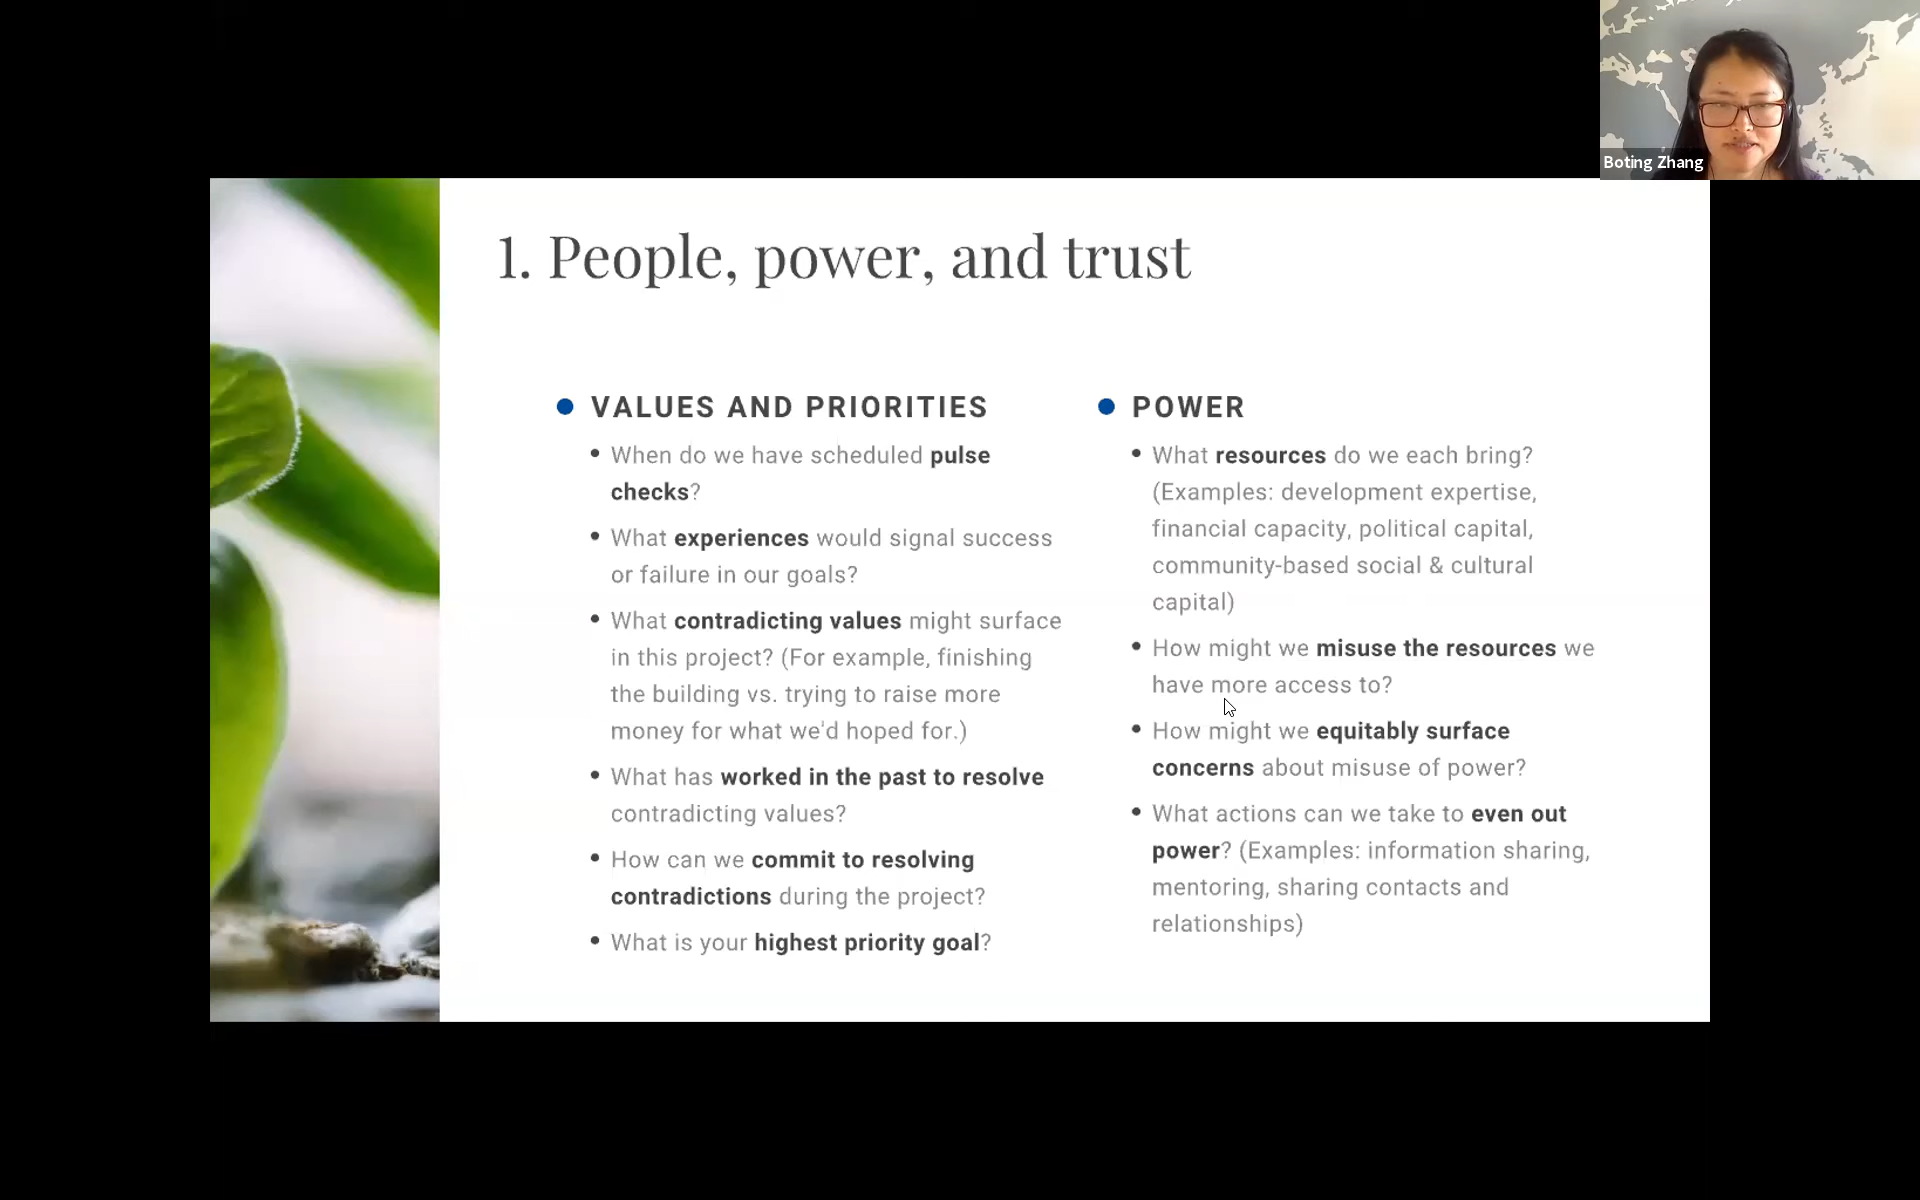 Boting Zhang
1. People, power, and trust
VALUES AND PRIORITIES
When do we have scheduled pulse
checks?
What experiences would signal success
or failure in our goals?
What contradicting values might surface
in this project? (For example, finishing
the building vs. trying to raise more
money for what we'd hoped for.)
What has worked in the past to resolve
contradicting values?
How can we commit to resolving
contradictions during the project?
What is your highest priority goal?
POWER
What resources do we each bring?
(Examples: development expertise,
financial capacity, political capital,
community-based social & cultural
capital)
How might we misuse the resources we
have more access to?
How might we equitably surface
concerns about misuse of power?
What actions can we take to even out
power? (Examples: information sharing,
mentoring, sharing contacts and
relationships)